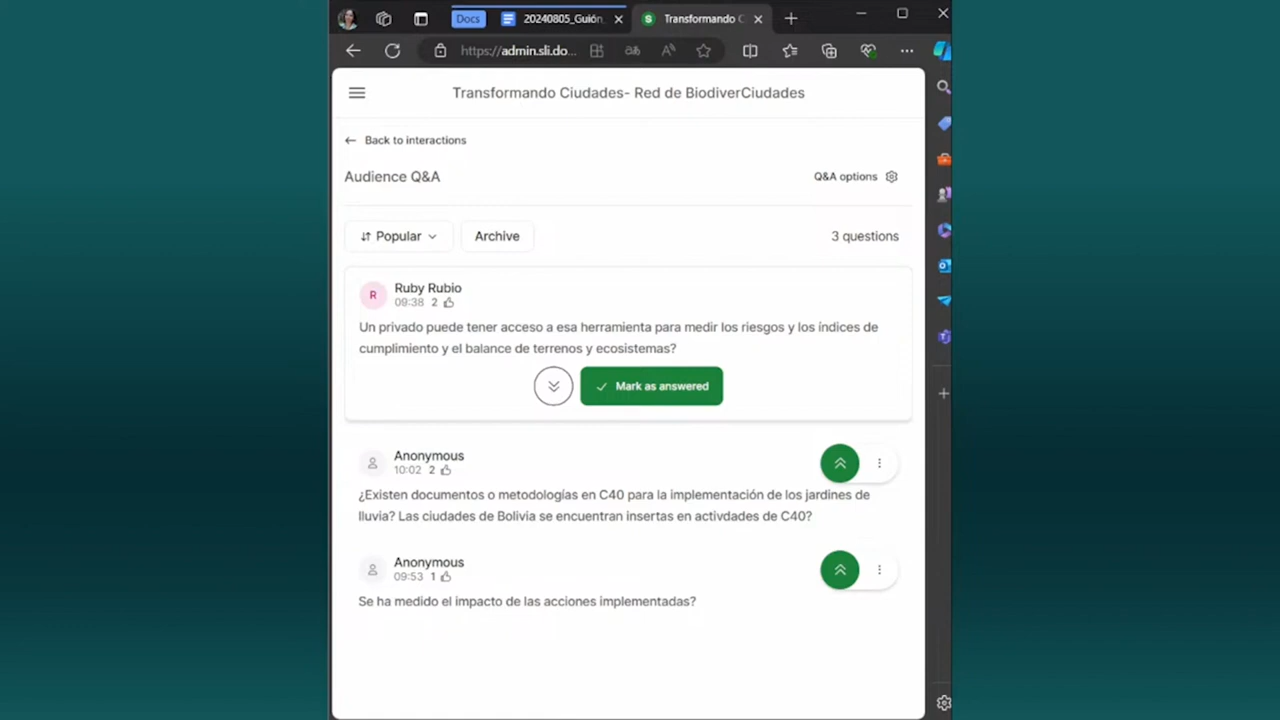 Docs
20240805_Guión
Transformando C
https://admin.sli.do...
Transformando Ciudades- Red de BiodiverCiudades
Back to interactions
Audience Q&A
Q&A options
Popular
Archive
3 questions
R
Ruby Rubio
09:38 2
Un privado puede tener acceso a esa herramienta para medir los riesgos y los índices de
cumplimiento y el balance de terrenos y ecosistemas?
Mark as answered
Anonymous
10:02 2
¿Existen documentos o metodologías en C40 para la implementación de los jardines de
lluvia? Las ciudades de Bolivia se encuentran insertas en activdades de C40?
Anonymous
09:53 1
Se ha medido el impacto de las acciones implementadas?